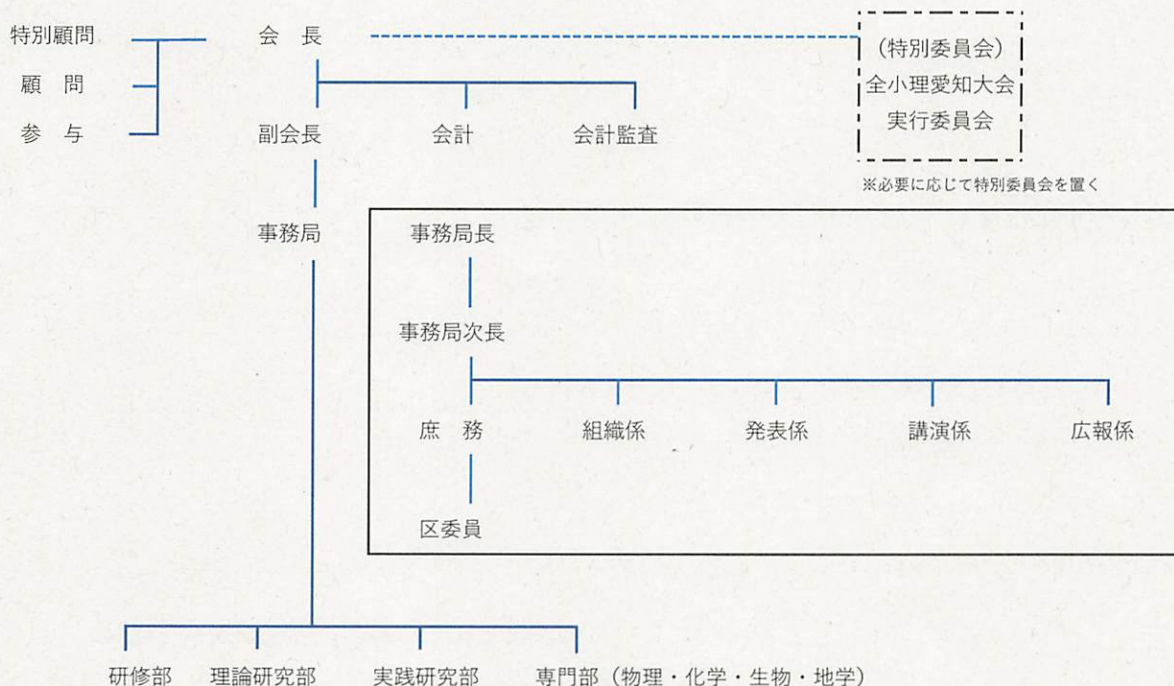 特別顧問
会　長
(特別委員会)
全小理愛知大会
実行委員会
顧　問
参　与
副会長
会計
会計監査
※必要に応じて特別委員会を置く
事務局
事務局長
事務局次長
庶　務
組織係
発表係
講演係
広報係
区委員
研修部
理論研究部
実践研究部
専門部（物理・化学・生物・地学）